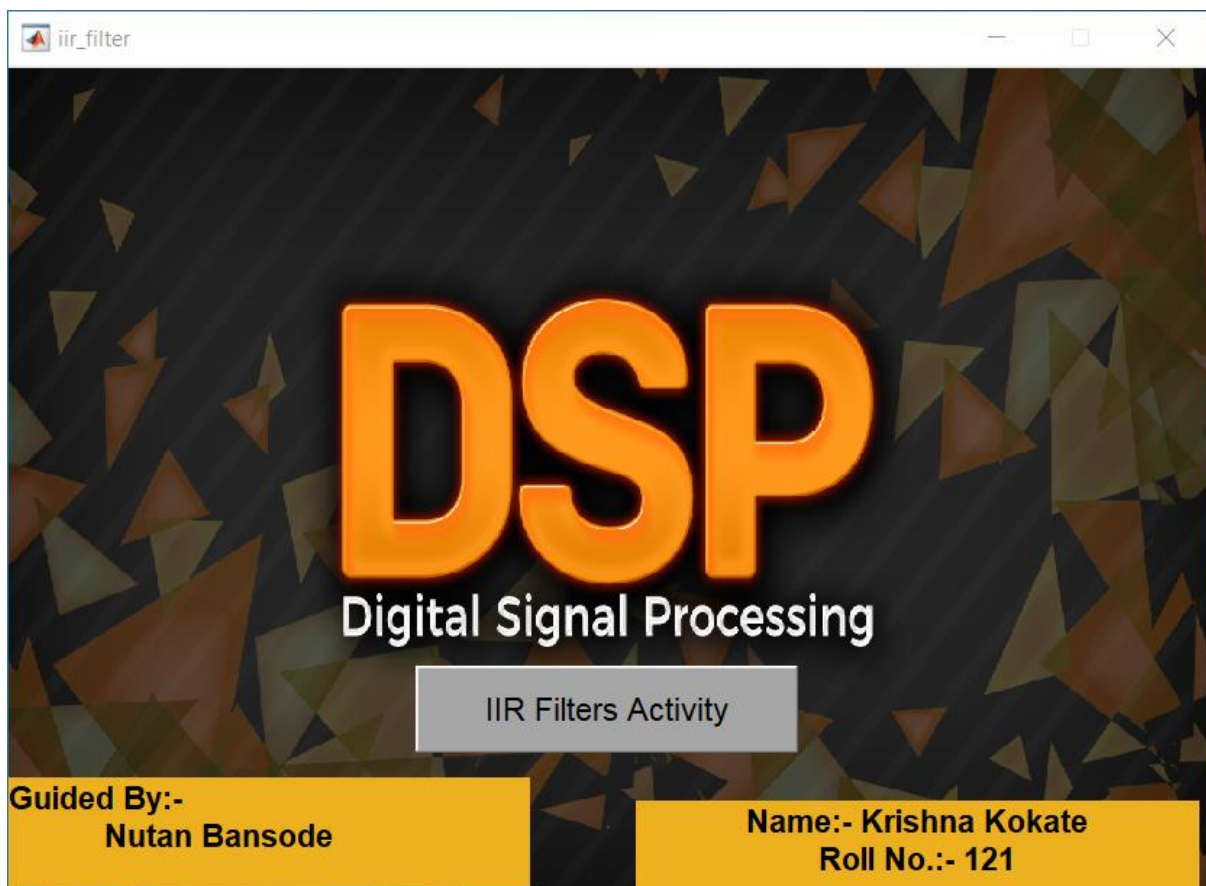 iir_filter
DSP
Digital Signal Processing
IIR Filters Activity
Guided By:-
Nutan Bansode
Name:- Krishna Kokate
Roll No.:- 121